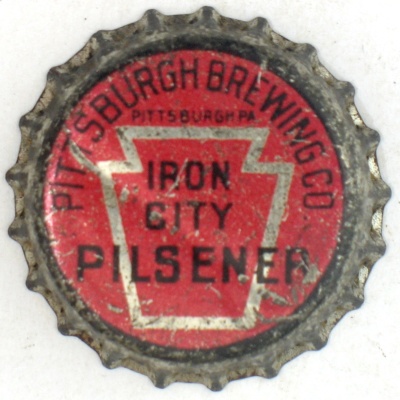 PITTSBURGH BREWING CO.
PITTSBURGH PA.
IRON
CITY
PILSENER